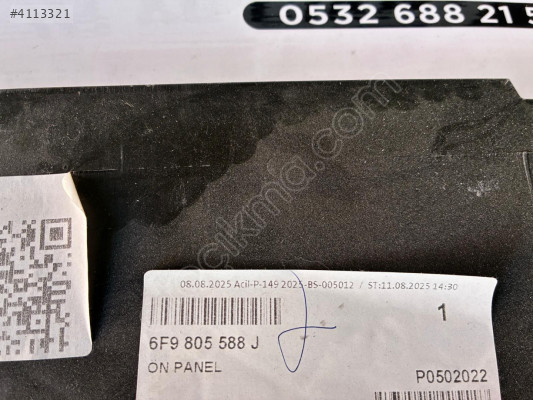 #4113321
0532 688 21 5
cikma.com
08.08.2025 Acil-P-149 2025-BS-005012 / ST:11.08.2025 14:30
1
6F9 805 588 J
ON PANEL
P0502022